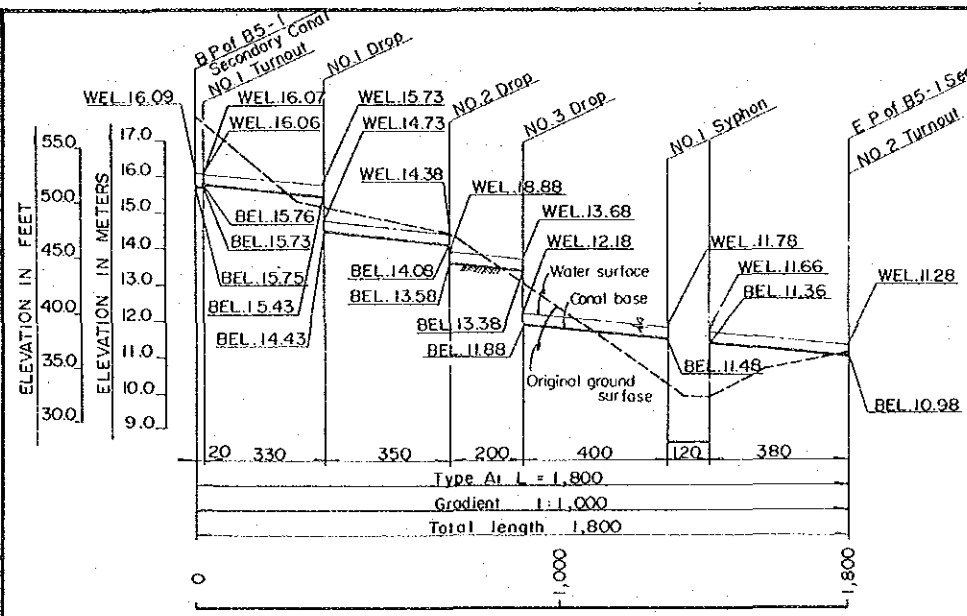 B P of B5-1
Secondary Canal
NO.1 Turnout
NO.1 Drop
NO.2 Drop
NO.3 Drop
NO.1 Syphon
E P of B5-1 Sec
NO.2 Turnout
WEL.16.09
WEL.16.07
WEL.16.06
WEL.15.73
WEL.14.73
WEL.14.38
WEL.18.88
WEL.13.68
WEL.12.18
WEL.11.78
WEL.11.66
BEL.11.36
WEL.11.28
BEL.15.76
BEL.15.73
BEL.15.75
BEL.15.43
BEL.14.43
BEL.14.08
BEL.13.58
BEL.13.38
BEL.11.88
BEL.11.48
BEL.10.98
Water surface
Canal base
Original ground
surfase
ELEVATION IN FEET
55.0
50.0
45.0
40.0
35.0
30.0
ELEVATION IN METERS
17.0
16.0
15.0
14.0
13.0
12.0
11.0
10.0
9.0
20 330 350 200 400 120 380
Type A1 L = 1,800
Gradient 1:1,000
Total length 1,800
0 1,000 1,800